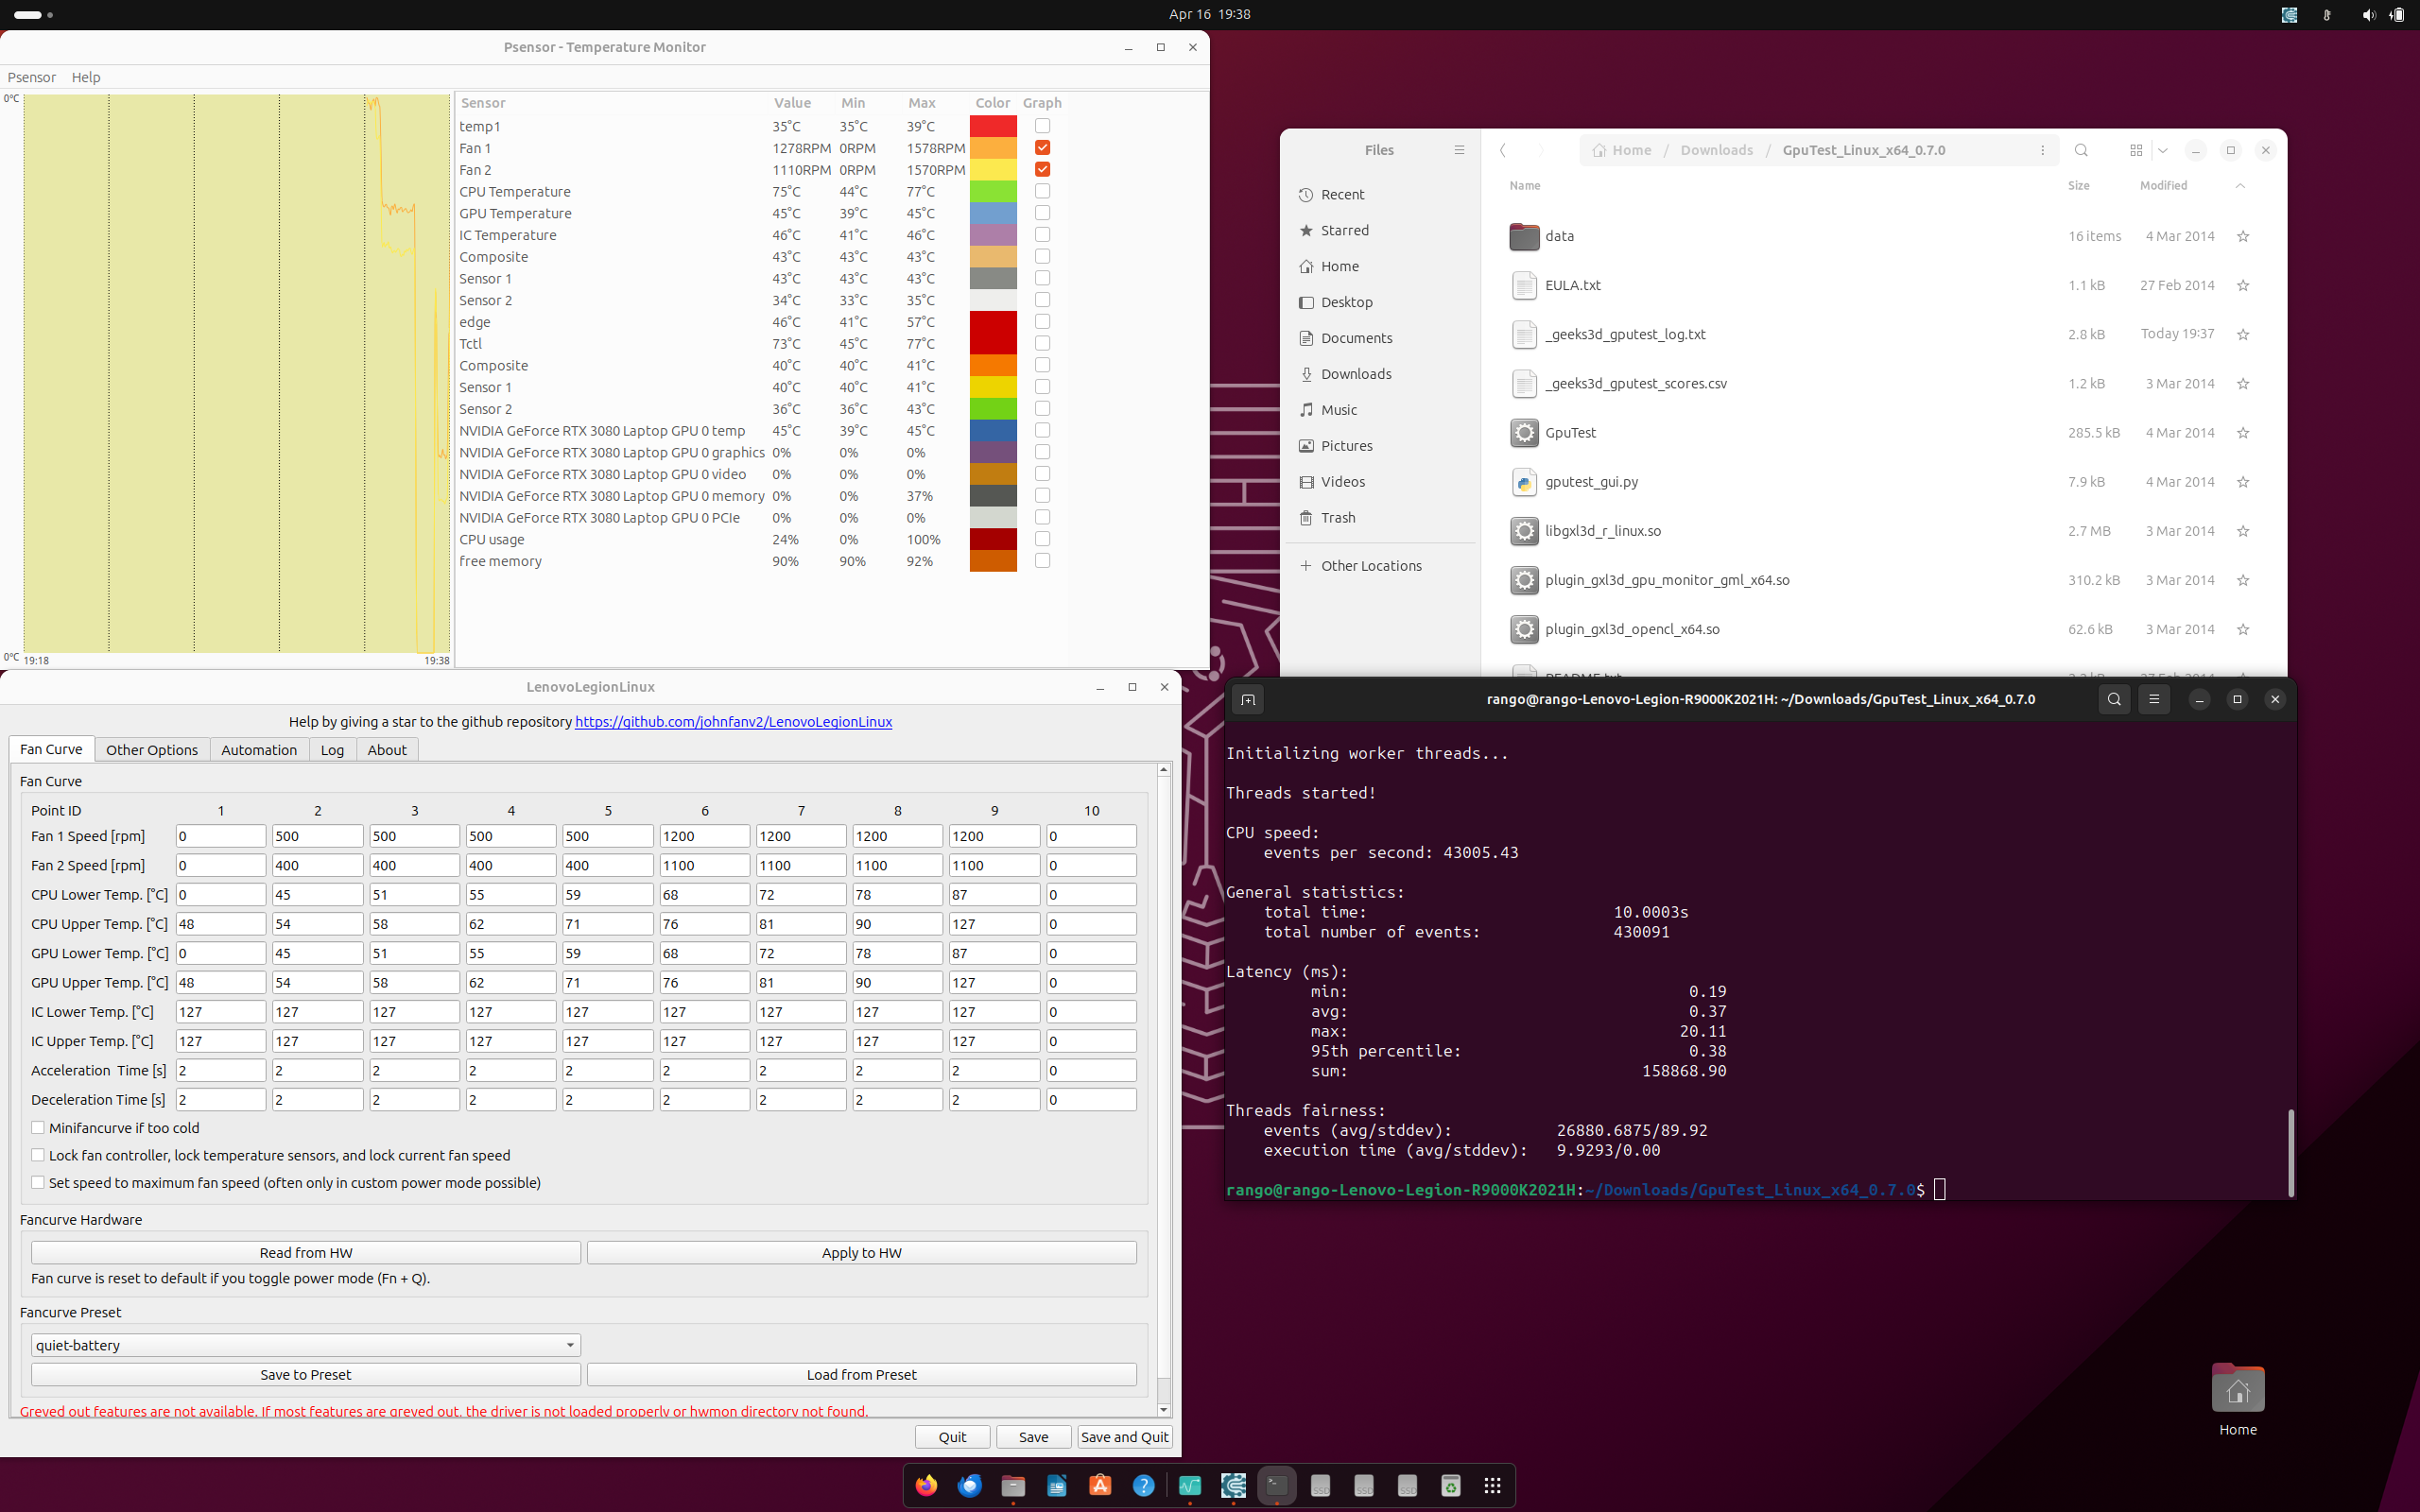 Apr 16 19:38
Psensor - Temperature Monitor
Psensor Help
0°C
0°C
19:18 19:38
Sensor Value Min Max Color Graph
temp1 35°C 35°C 39°C
Fan 1 1278RPM 0RPM 1578RPM
Fan 2 1110RPM 0RPM 1570RPM
CPU Temperature 75°C 44°C 77°C
GPU Temperature 45°C 39°C 45°C
IC Temperature 46°C 41°C 46°C
Composite 43°C 43°C 43°C
Sensor 1 43°C 43°C 43°C
Sensor 2 34°C 33°C 35°C
edge 46°C 41°C 57°C
Tctl 73°C 45°C 77°C
Composite 40°C 40°C 41°C
Sensor 1 40°C 40°C 41°C
Sensor 2 36°C 36°C 43°C
NVIDIA GeForce RTX 3080 Laptop GPU 0 temp 45°C 39°C 45°C
NVIDIA GeForce RTX 3080 Laptop GPU 0 graphics 0% 0% 0%
NVIDIA GeForce RTX 3080 Laptop GPU 0 video 0% 0% 0%
NVIDIA GeForce RTX 3080 Laptop GPU 0 memory 0% 0% 37%
NVIDIA GeForce RTX 3080 Laptop GPU 0 PCIe 0% 0% 0%
CPU usage 24% 0% 100%
free memory 90% 90% 92%
Files
Home / Downloads / GpuTest_Linux_x64_0.7.0
Recent
Starred
Home
Desktop
Documents
Downloads
Music
Pictures
Videos
Trash
Other Locations
Name Size Modified
data 16 items 4 Mar 2014
EULA.txt 1.1 kB 27 Feb 2014
_geeks3d_gputest_log.txt 2.8 kB Today 19:37
_geeks3d_gputest_scores.csv 1.2 kB 3 Mar 2014
GpuTest 285.5 kB 4 Mar 2014
gputest_gui.py 7.9 kB 4 Mar 2014
libgxl3d_r_linux.so 2.7 MB 3 Mar 2014
plugin_gxl3d_gpu_monitor_gml_x64.so 310.2 kB 3 Mar 2014
plugin_gxl3d_opencl_x64.so 62.6 kB 3 Mar 2014
LenovoLegionLinux
Help by giving a star to the github repository https://github.com/johnfanv2/LenovoLegionLinux
Fan Curve Other Options Automation Log About
Fan Curve
Point ID 1 2 3 4 5 6 7 8 9 10
Fan 1 Speed [rpm] 0 500 500 500 500 1200 1200 1200 1200 0
Fan 2 Speed [rpm] 0 400 400 400 400 1100 1100 1100 1100 0
CPU Lower Temp. [°C] 0 45 51 55 59 68 72 78 87 0
CPU Upper Temp. [°C] 48 54 58 62 71 76 81 90 127 0
GPU Lower Temp. [°C] 0 45 51 55 59 68 72 78 87 0
GPU Upper Temp. [°C] 48 54 58 62 71 76 81 90 127 0
IC Lower Temp. [°C] 127 127 127 127 127 127 127 127 127 0
IC Upper Temp. [°C] 127 127 127 127 127 127 127 127 127 0
Acceleration Time [s] 2 2 2 2 2 2 2 2 2 0
Deceleration Time [s] 2 2 2 2 2 2 2 2 2 0
Minifancurve if too cold
Lock fan controller, lock temperature sensors, and lock current fan speed
Set speed to maximum fan speed (often only in custom power mode possible)
Fancurve Hardware
Read from HW Apply to HW
Fan curve is reset to default if you toggle power mode (Fn + Q).
Fancurve Preset
quiet-battery
Save to Preset Load from Preset
Greyed out features are not available. If most features are greyed out, the driver is not loaded properly or hwmon directory not found.
Quit Save Save and Quit
rango@rango-Lenovo-Legion-R9000K2021H: ~/Downloads/GpuTest_Linux_x64_0.7.0
Initializing worker threads...
Threads started!
CPU speed:
events per second: 43005.43
General statistics:
total time: 10.0003s
total number of events: 430091
Latency (ms):
min: 0.19
avg: 0.37
max: 20.11
95th percentile: 0.38
sum: 158868.90
Threads fairness:
events (avg/stddev): 26880.6875/89.92
execution time (avg/stddev): 9.9293/0.00
rango@rango-Lenovo-Legion-R9000K2021H:~/Downloads/GpuTest_Linux_x64_0.7.0$
Home
SSD SSD SSD